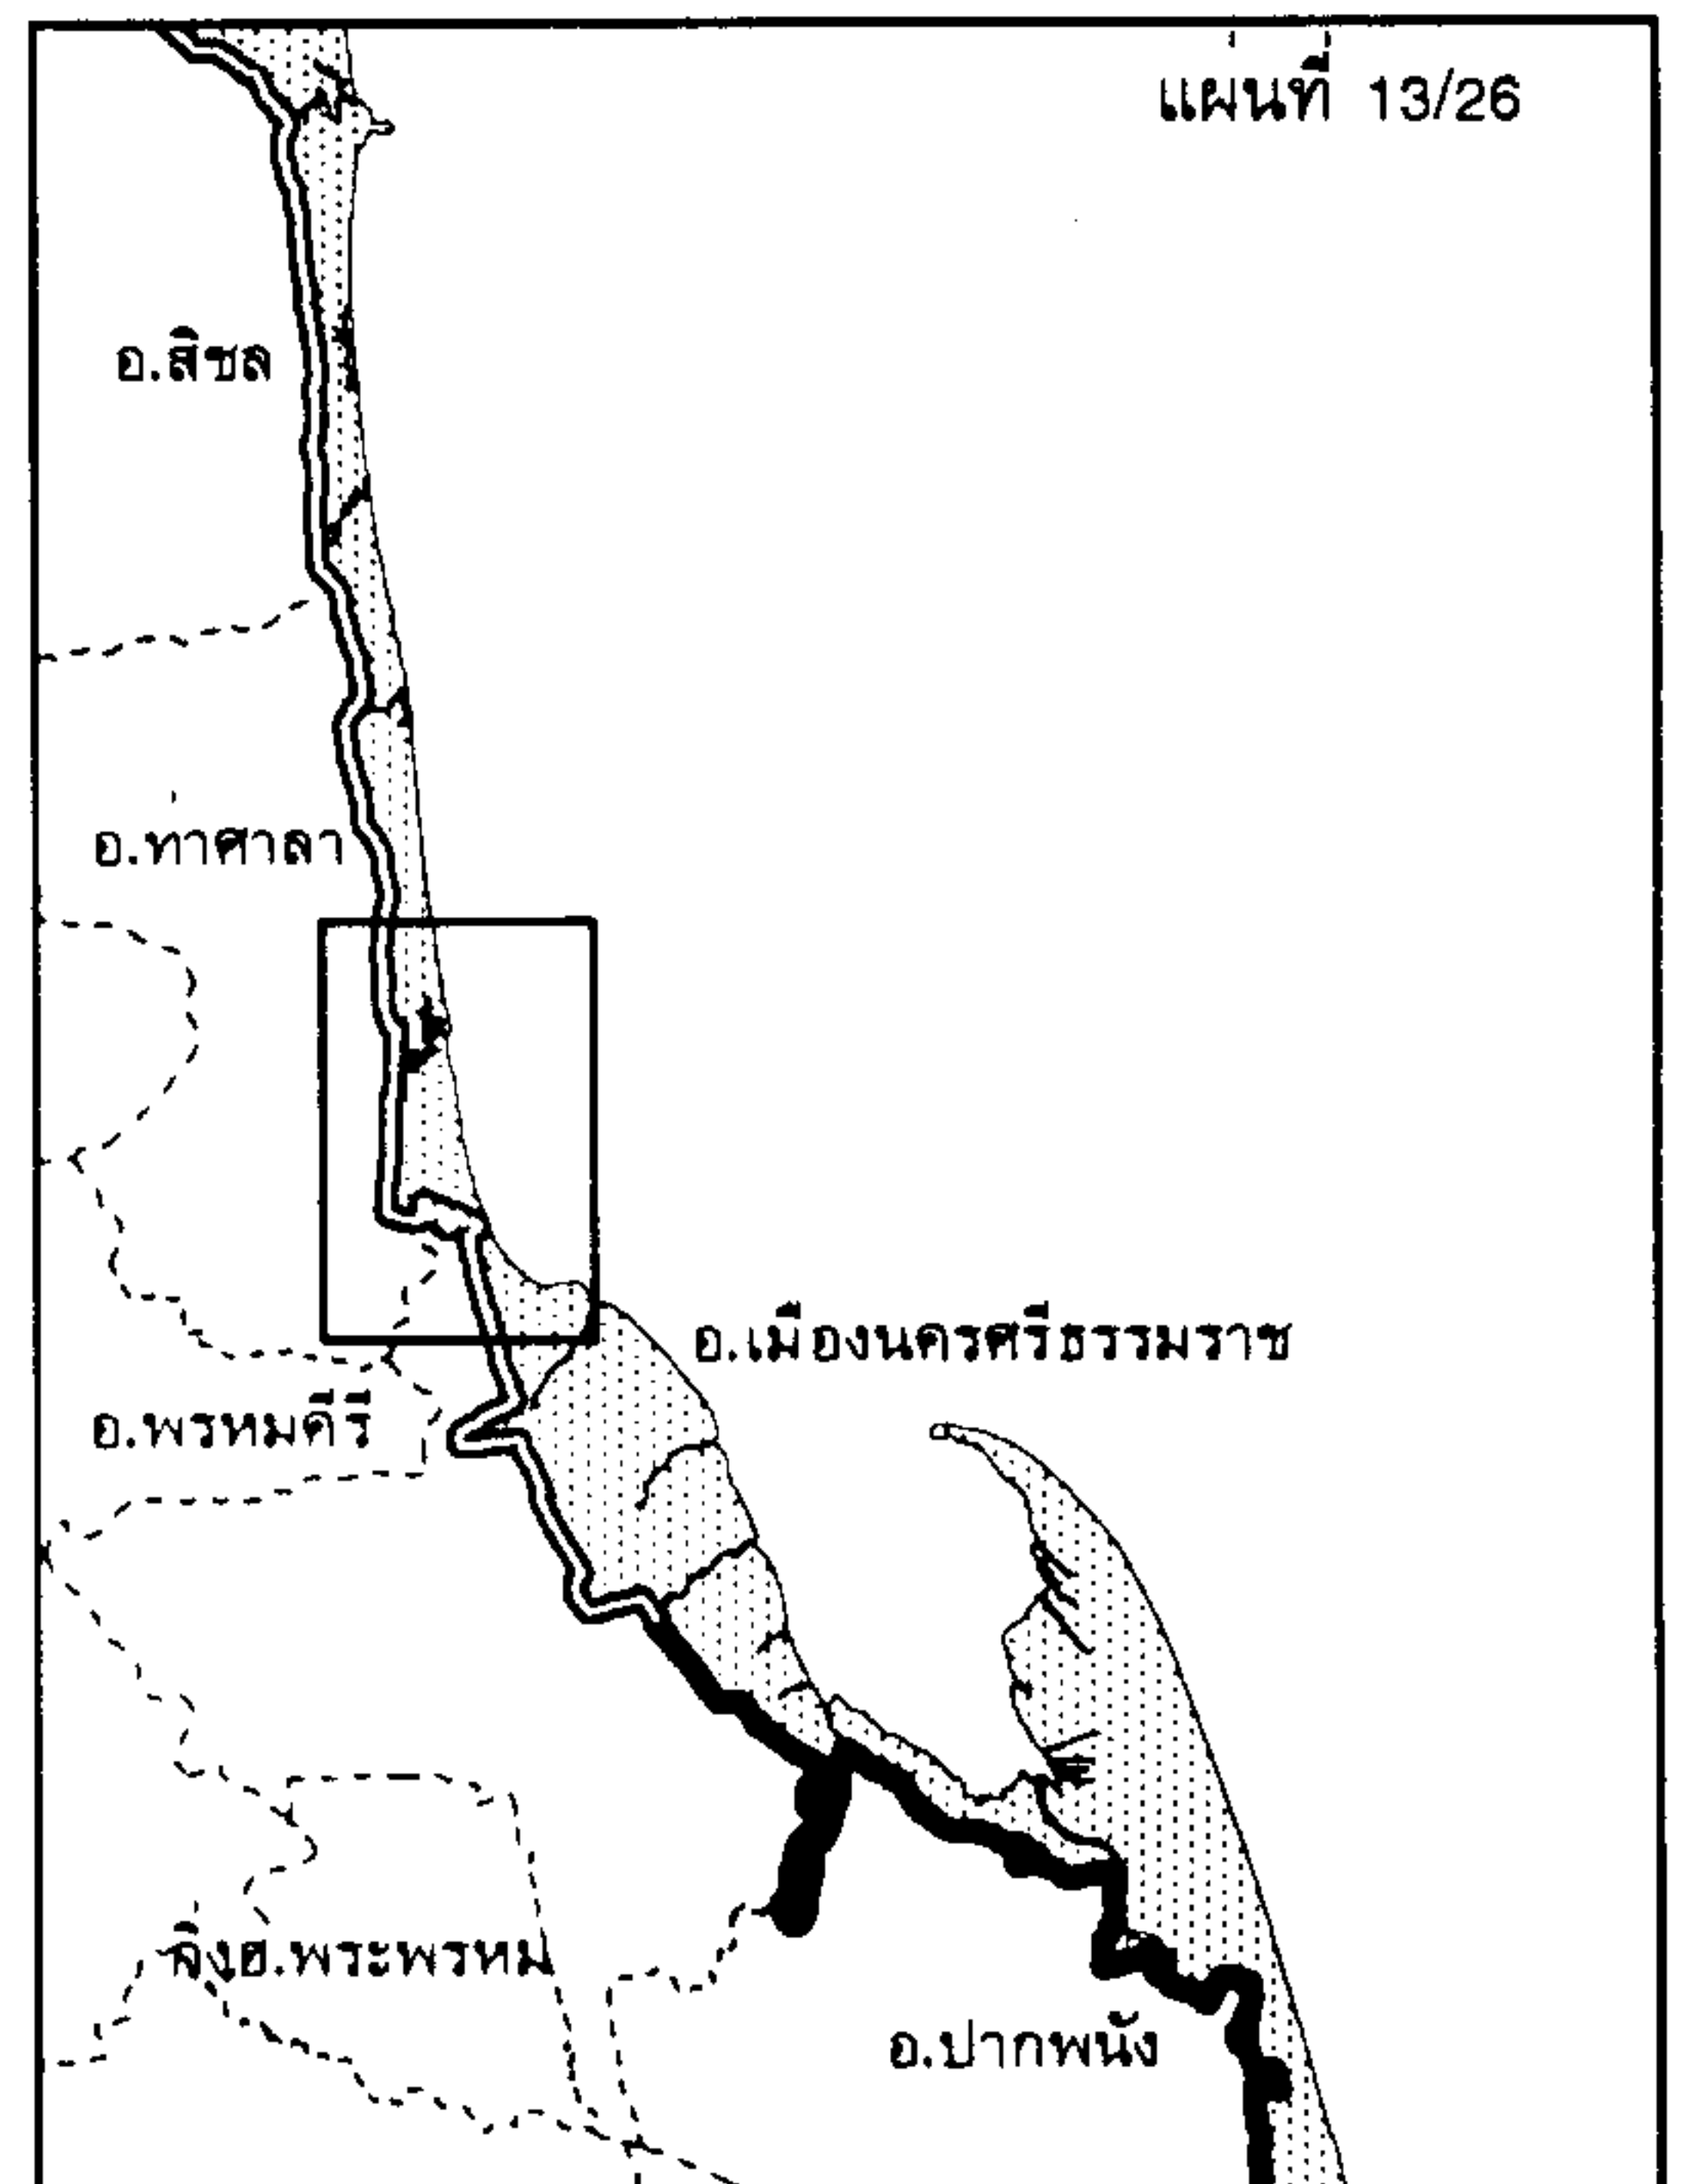 แผนที่ 13/26
อ.สิชล
อ.ท่าศาลา
อ.เมืองนครศรีธรรมราช
อ.พรหมคีรี
อ.พระพรหม
อ.ปากพนัง